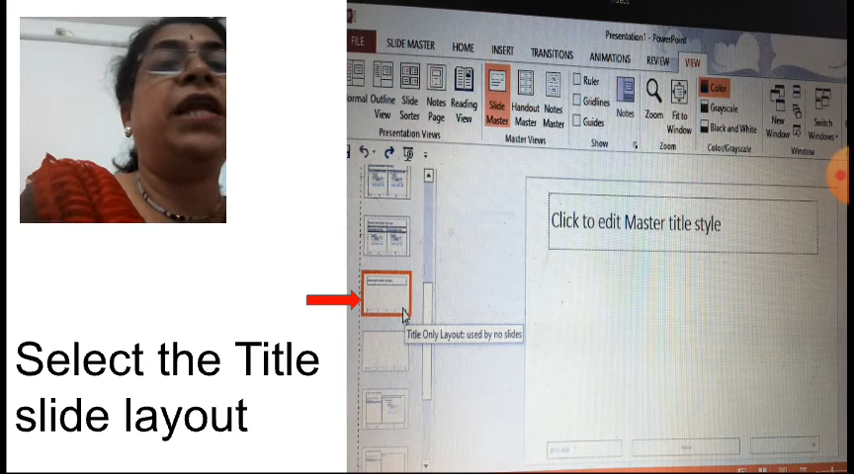 Presentation1 - PowerPoint
FILE
SLIDE MASTER
HOME
INSERT
TRANSITIONS
ANIMATIONS
REVIEW
VIEW
ormal
Outline View
Slide Sorter
Notes Page
Reading View
Presentation Views
Slide Master
Handout Master
Notes Master
Master Views
Ruler
Gridlines
Guides
Show
Notes
Zoom
Fit to Window
Zoom
Color
Grayscale
Black and White
Color/Grayscale
New Window
Switch Windows
Window
Click to edit Master title style
Title Only Layout: used by no slides
Select the Title
slide layout